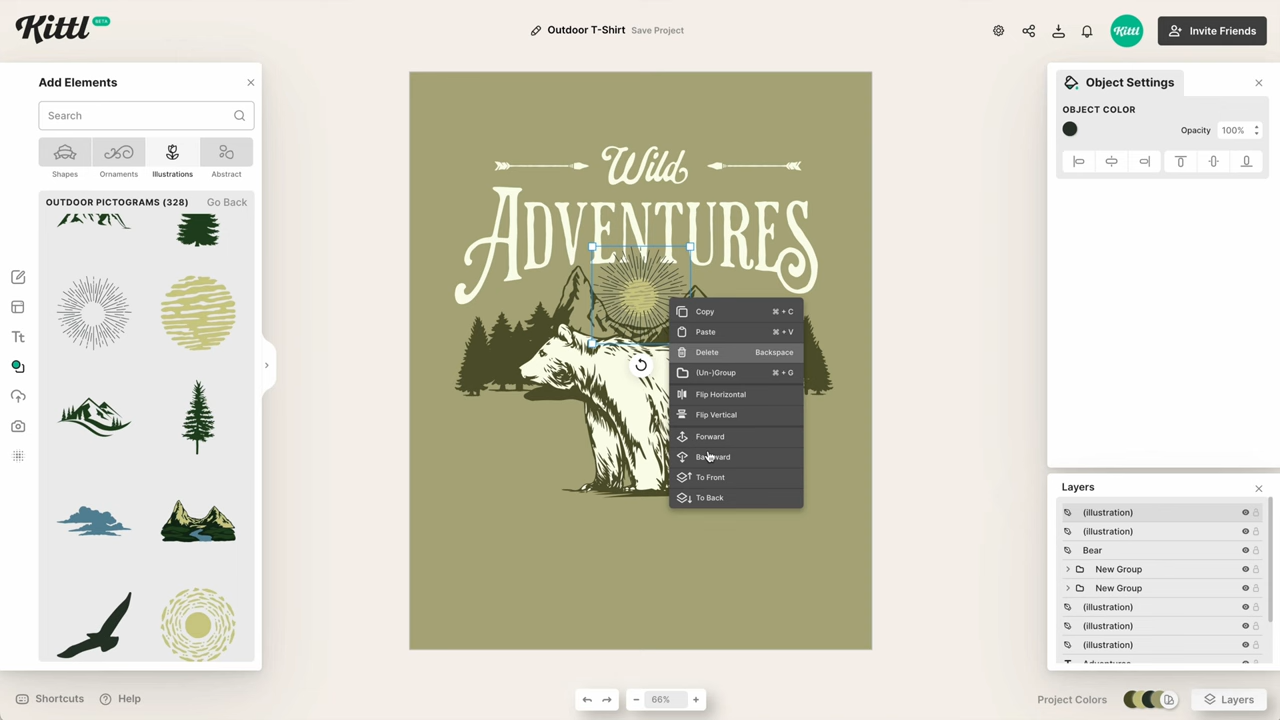 Kittl BETA
Outdoor T-Shirt Save Project
Kittl
Invite Friends
Add Elements
Search
Shapes Ornaments Illustrations Abstract
OUTDOOR PICTOGRAMS (328) Go Back
Wild
ADVENTURES
Copy ⌘ + C
Paste ⌘ + V
Delete Backspace
(Un-)Group ⌘ + G
Flip Horizontal
Flip Vertical
Forward
Backward
To Front
To Back
Object Settings
OBJECT COLOR
Opacity 100%
Layers
(illustration)
(illustration)
Bear
New Group
New Group
(illustration)
(illustration)
(illustration)
Adventures
Shortcuts Help
66%
Project Colors
Layers